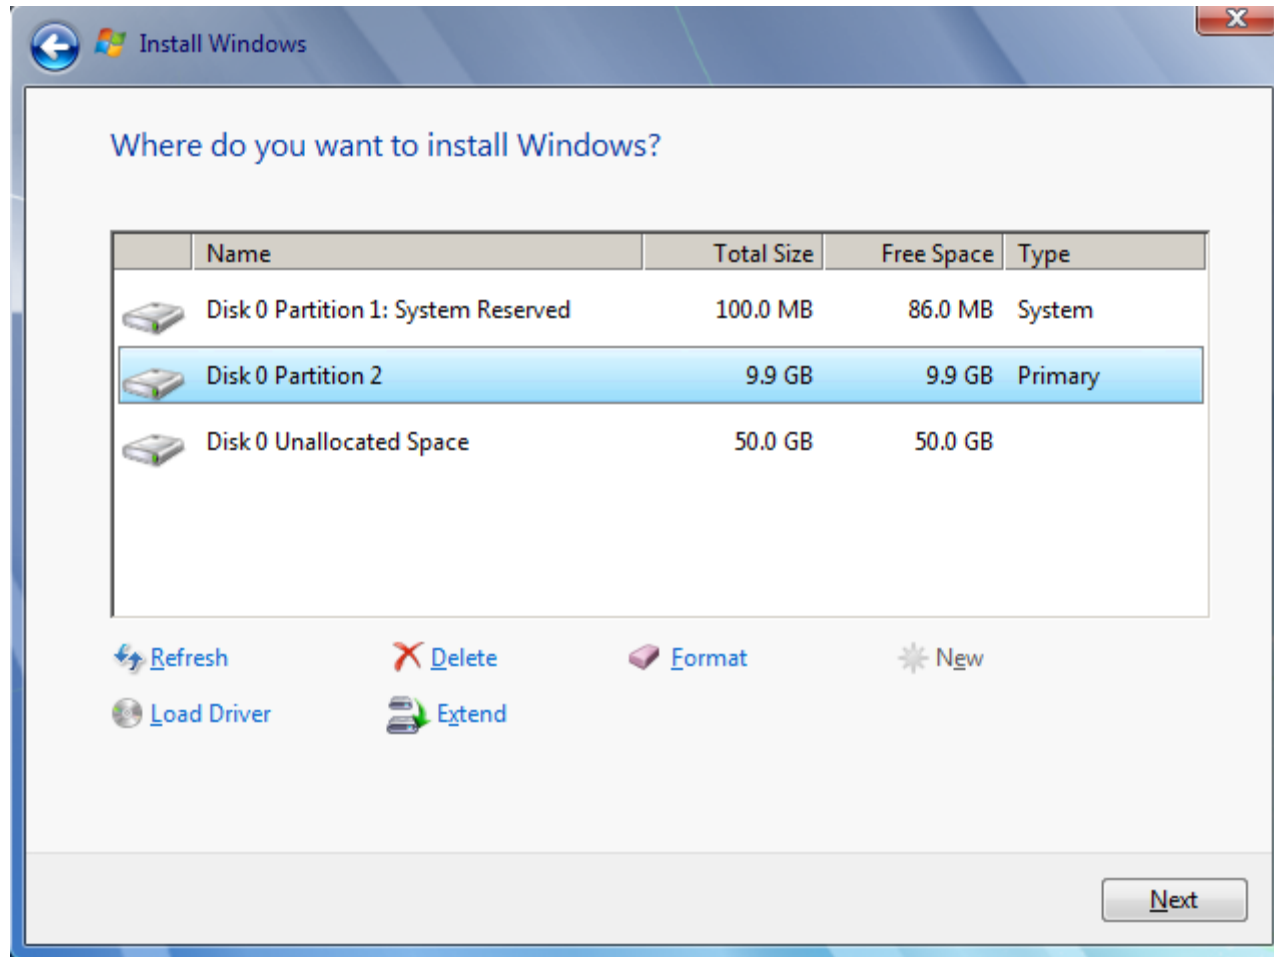 Install Windows
Where do you want to install Windows?
Name Total Size Free Space Type
Disk 0 Partition 1: System Reserved 100.0 MB 86.0 MB System
Disk 0 Partition 2 9.9 GB 9.9 GB Primary
Disk 0 Unallocated Space 50.0 GB 50.0 GB
Refresh Delete Format New
Load Driver Extend
Next